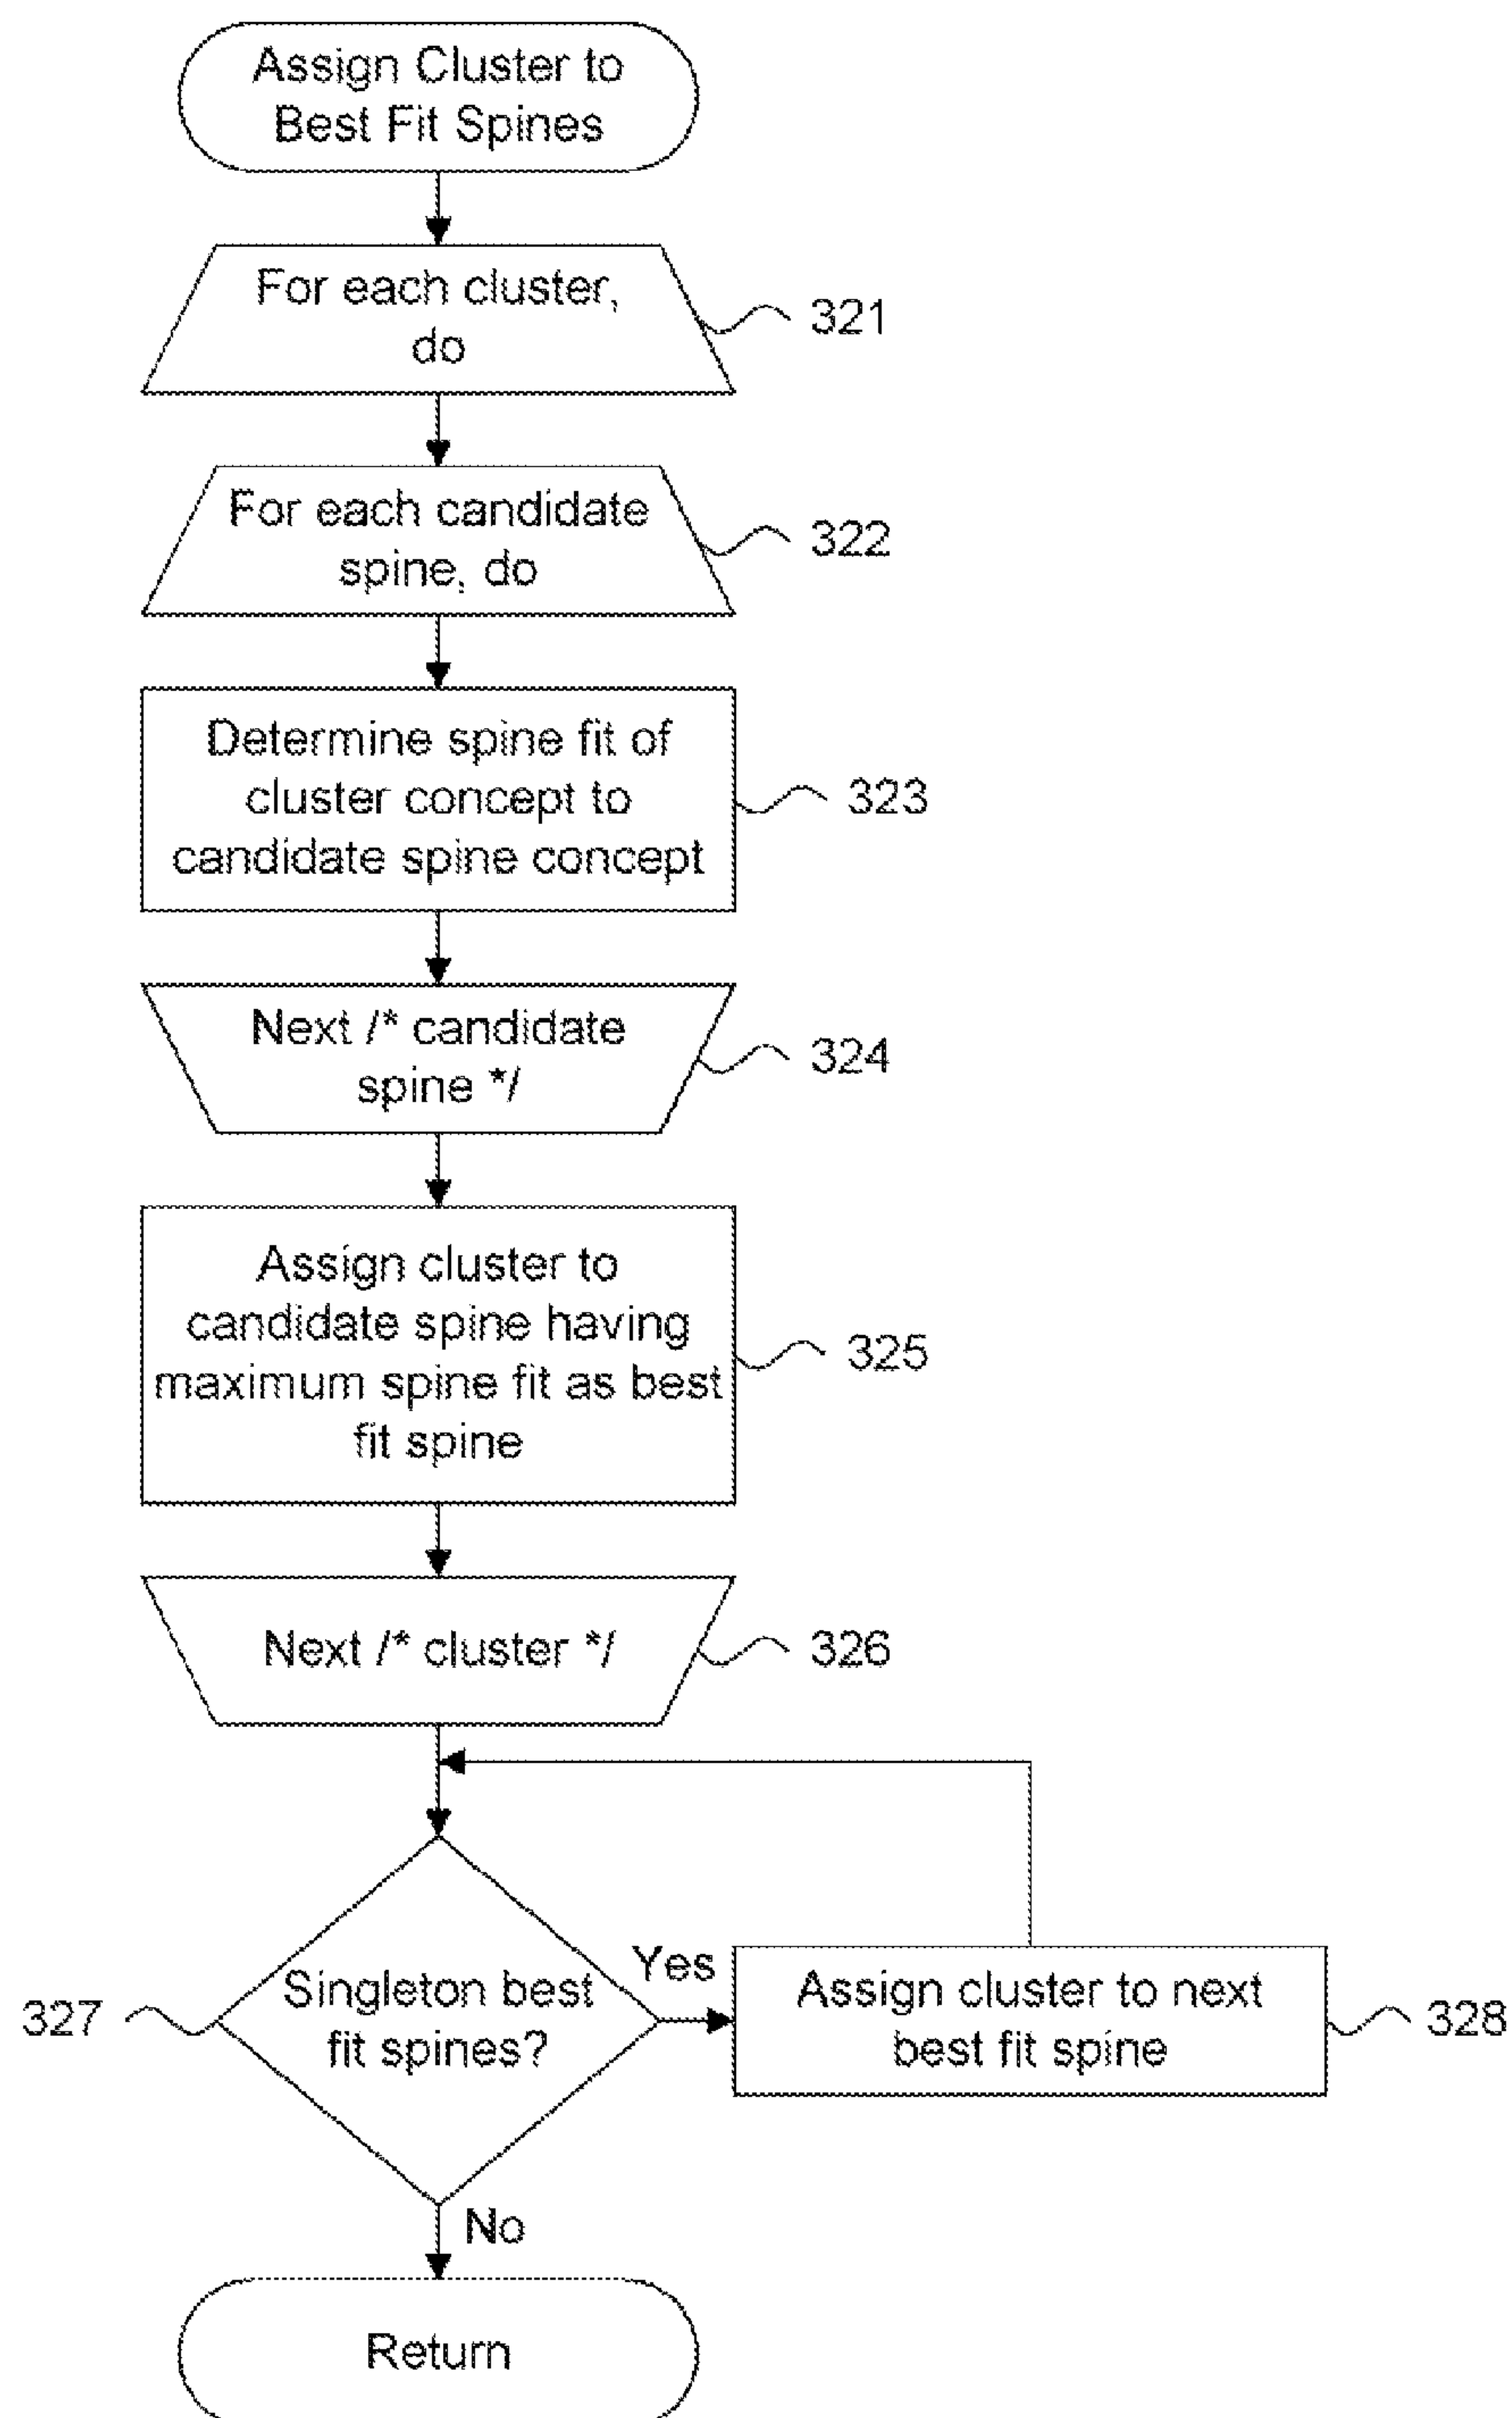 Assign Cluster to
Best Fit Spines
For each cluster,
do
321
For each candidate
spine, do
322
Determine spine fit of
cluster concept to
candidate spine concept
323
Next /* candidate
spine */
324
Assign cluster to
candidate spine having
maximum spine fit as best
fit spine
325
Next /* cluster */
326
Singleton best
fit spines?
327
Yes
Assign cluster to next
best fit spine
328
No
Return